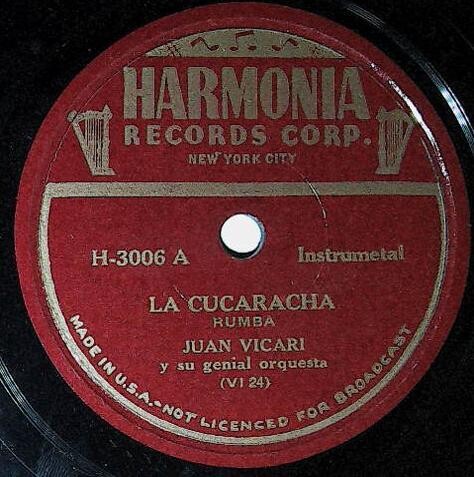 HARMONIA
RECORDS CORP.
NEW YORK CITY
H-3006 A
Instrumetal
LA CUCARACHA
RUMBA
JUAN VICARI
y su genial orquesta
(VI 24)
MADE IN U.S.A.-NOT LICENCED FOR BROADCAST